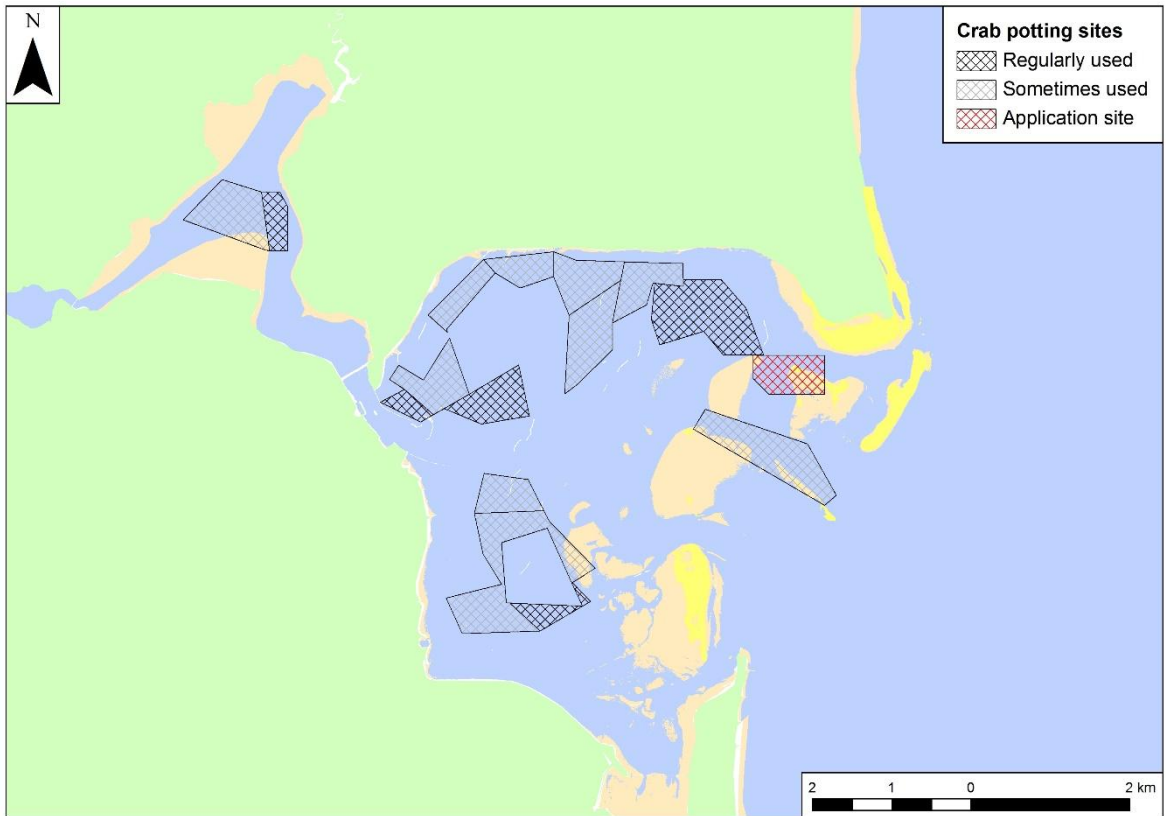 N
Crab potting sites
Regularly used
Sometimes used
Application site
2 1 0 2 km